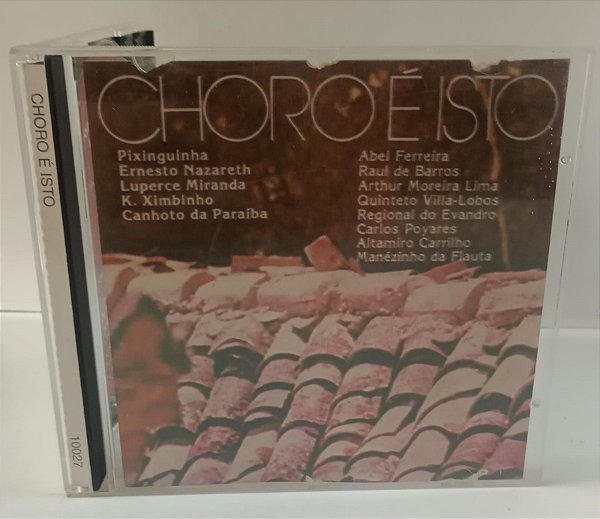 CHORO É ISTO
Pixinguinha
Ernesto Nazareth
Luperce Miranda
K. Ximbinho
Canhoto da Paraíba
Abel Ferreira
Raul de Barros
Arthur Moreira Lima
Quinteto Villa-Lobos
Regional do Evandro
Carlos Poyares
Altamiro Carrilho
Manézinho da Flauta
CHORO É ISTO
10027